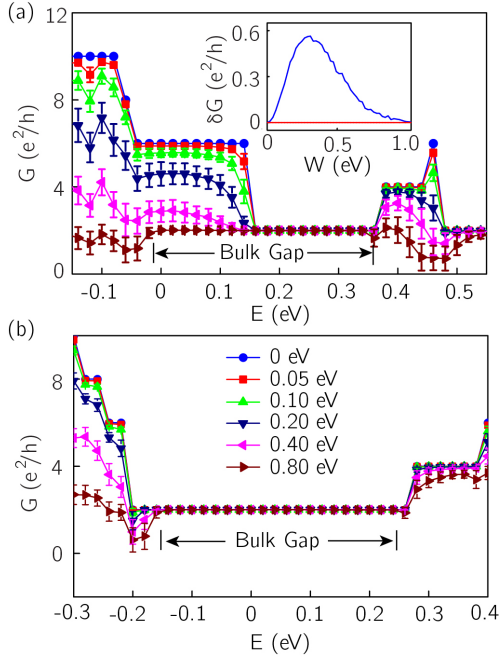 (a)
12
8
4
0
G (e²/h)
-0.1
0
0.1
0.2
0.3
0.4
0.5
E (eV)
Bulk Gap
0.6
0.3
0.0
δG (e²/h)
0.0
0.5
1.0
W (eV)
(b)
8
4
0
G (e²/h)
0 eV
0.05 eV
0.10 eV
0.20 eV
0.40 eV
0.80 eV
Bulk Gap
-0.3
-0.2
-0.1
0
0.1
0.2
0.3
0.4
E (eV)